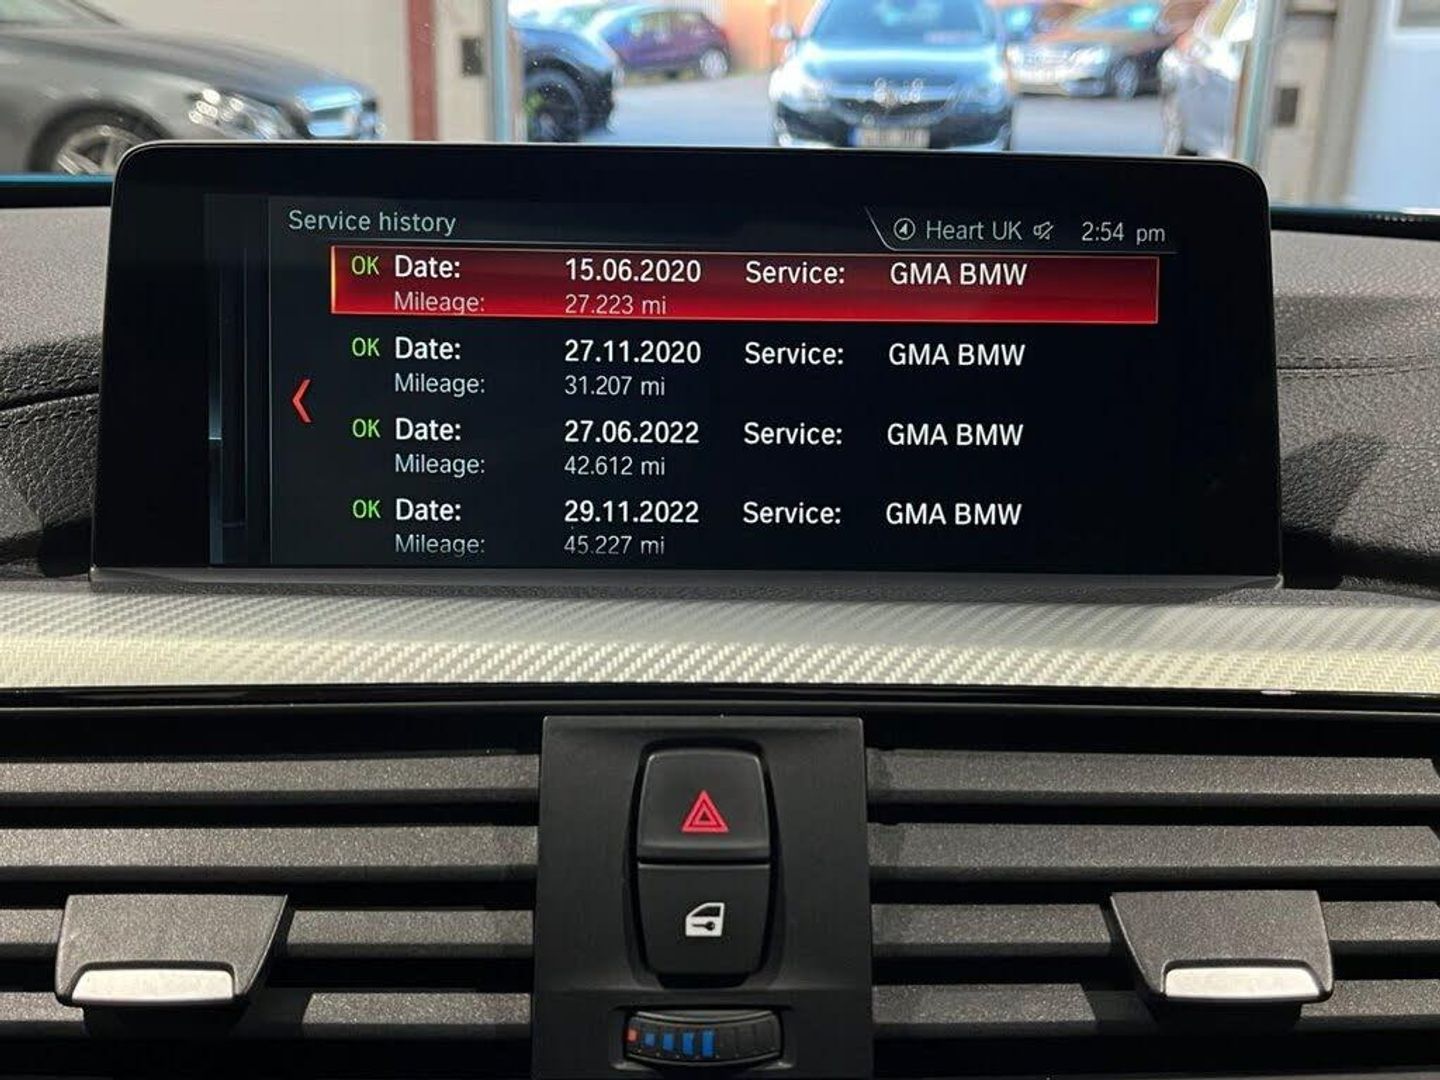 Service history Heart UK 2:54 pm
OK Date: 15.06.2020 Service: GMA BMW
Mileage: 27.223 mi
OK Date: 27.11.2020 Service: GMA BMW
Mileage: 31.207 mi
OK Date: 27.06.2022 Service: GMA BMW
Mileage: 42.612 mi
OK Date: 29.11.2022 Service: GMA BMW
Mileage: 45.227 mi